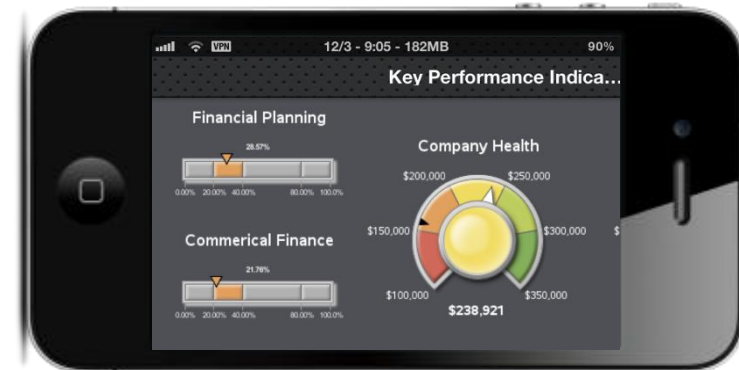 VPN 12/3 - 9:05 - 182MB 90%
Key Performance Indica...
Financial Planning
28.57%
0.00% 20.00% 40.00% 80.00% 100.0%
Commerical Finance
21.76%
0.00% 20.00% 40.00% 80.00% 100.0%
Company Health
$200,000 $250,000
$150,000 $300,000
$100,000 $350,000
$238,921
$